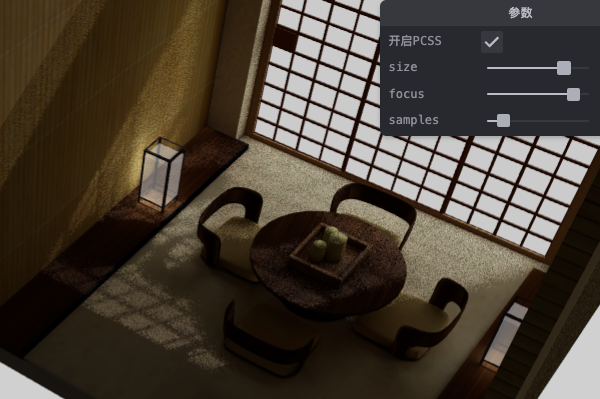 参数
开启PCSS
size
focus
samples